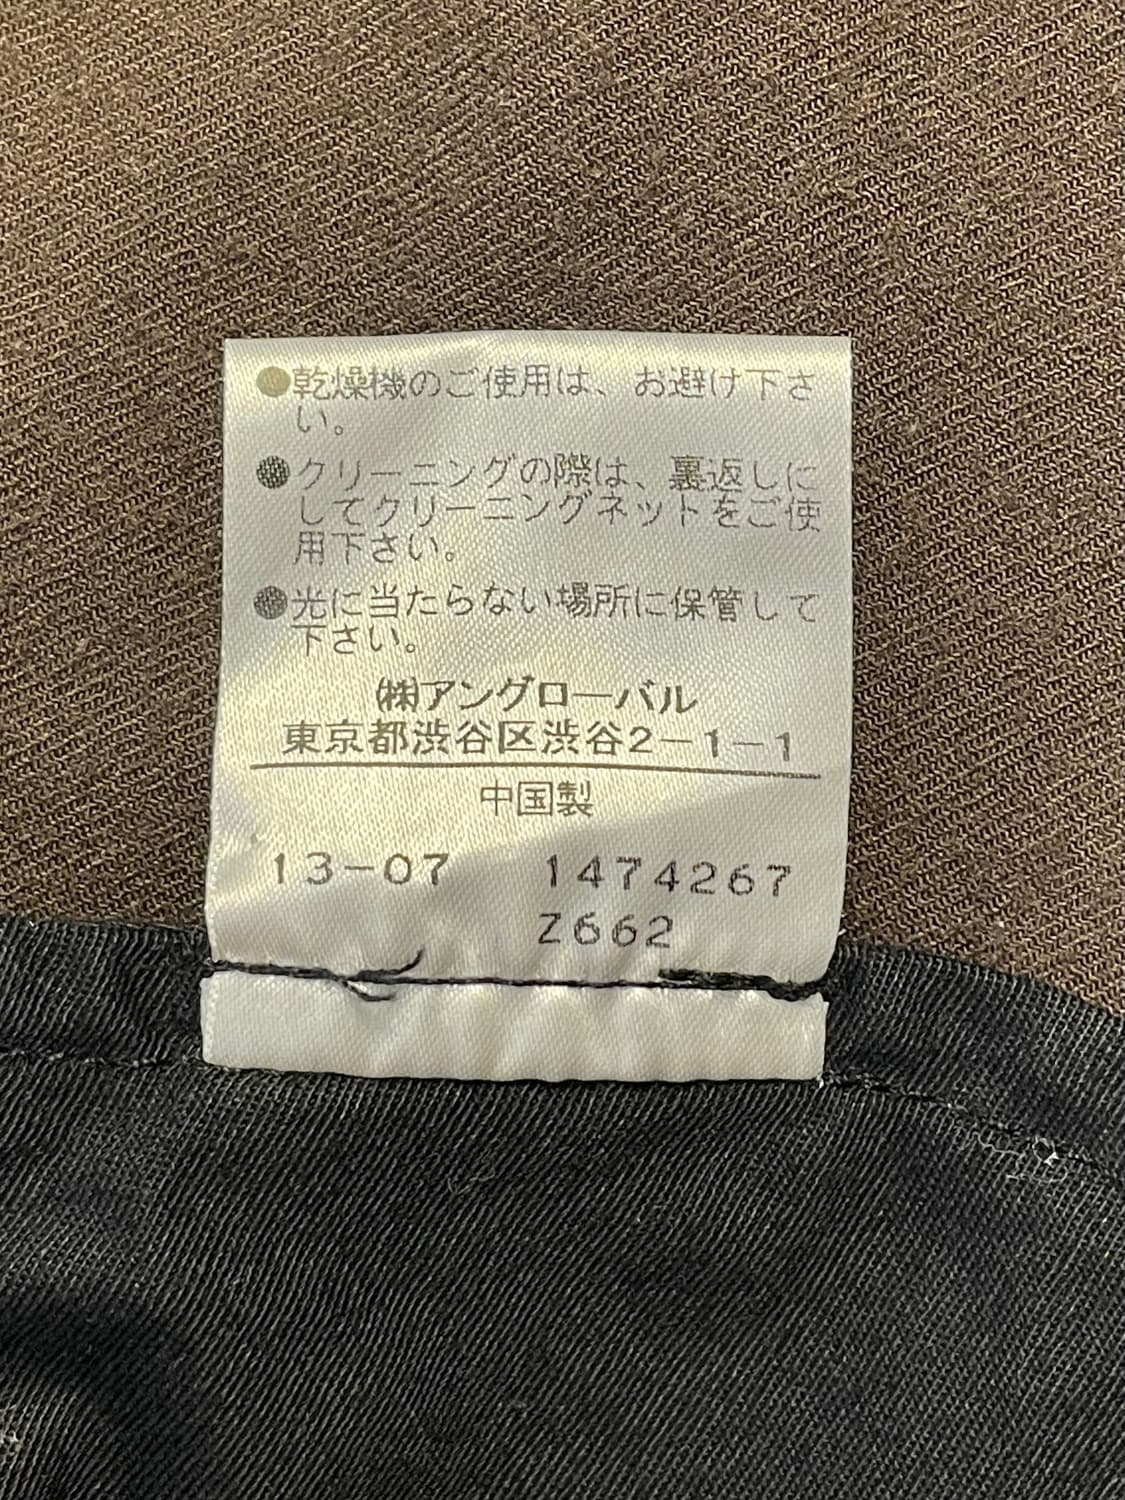 ●乾燥機のご使用は、お避け下さ
い。
●クリーニングの際は、裏返しに
してクリーニングネットをご使
用下さい。
●光に当たらない場所に保管して
下さい。
㈱アングローバル
東京都渋谷区渋谷2-1-1
中国製
13-07 1474267
Z662